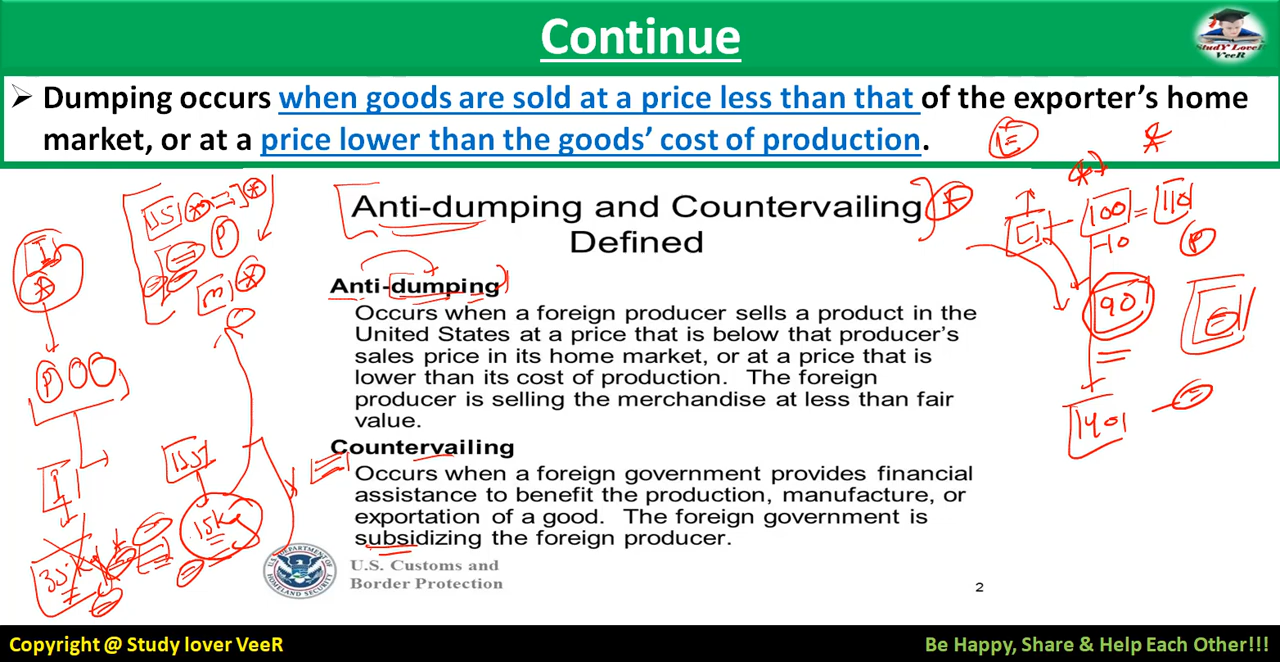 Continue
StudY LoveR
VeeR
➢ Dumping occurs when goods are sold at a price less than that of the exporter's home
market, or at a price lower than the goods' cost of production.
Anti-dumping and Countervailing
Defined
Anti-dumping
Occurs when a foreign producer sells a product in the
United States at a price that is below that producer's
sales price in its home market, or at a price that is
lower than its cost of production. The foreign
producer is selling the merchandise at less than fair
value.
Countervailing
Occurs when a foreign government provides financial
assistance to benefit the production, manufacture, or
exportation of a good. The foreign government is
subsidizing the foreign producer.
U.S. Customs and
Border Protection
2
I
P
I
P
100 = 110
-10
90
P
15kg
Copyright @ Study lover VeeR
Be Happy, Share & Help Each Other!!!